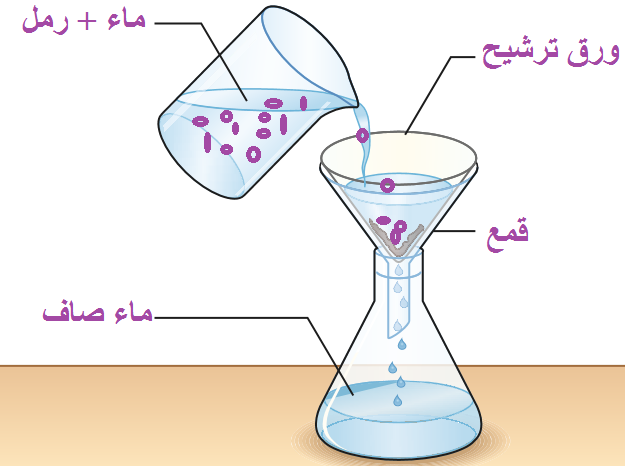 ماء + رمل
ورق ترشيح
قمع
ماء صاف